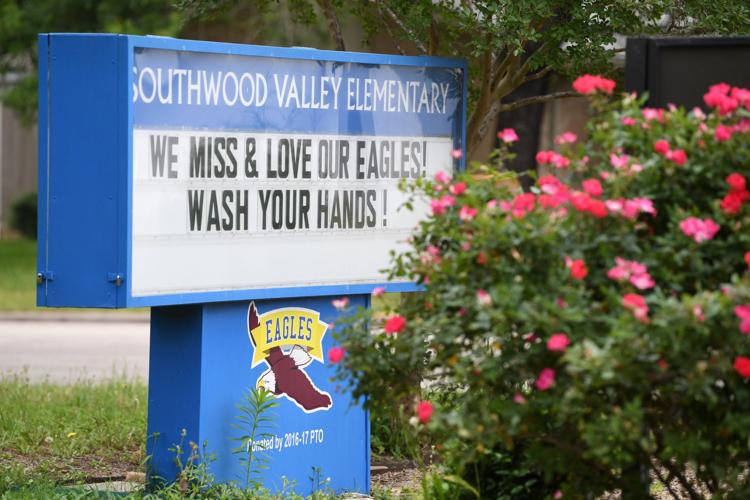 SOUTHWOOD VALLEY ELEMENTARY
WE MISS & LOVE OUR EAGLES!
WASH YOUR HANDS!
EAGLES
Donated by 2016-17 PTO